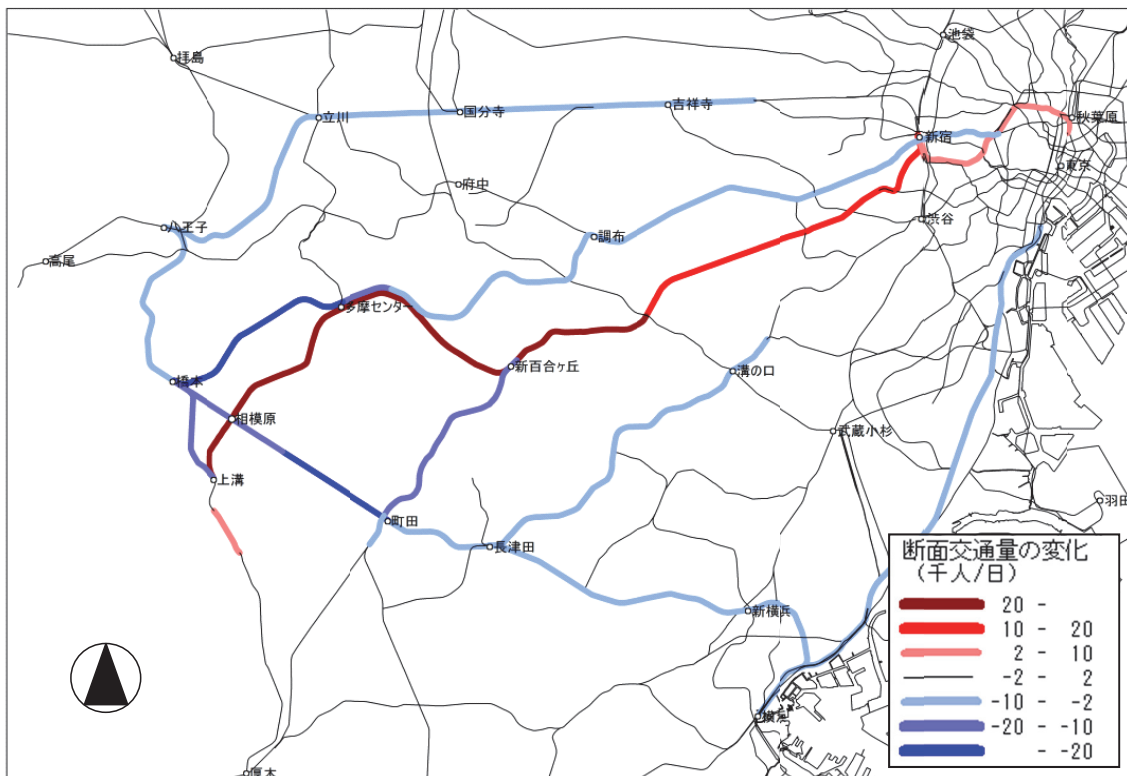 池袋
拝島
吉祥寺
国分寺
立川
秋葉原
新宿
東京
府中
渋谷
八王子
調布
高尾
多摩センター
新百合ヶ丘
溝の口
橋本
相模原
武蔵小杉
上溝
羽田
町田
長津田
新横浜
厚木
断面交通量の変化
(千人/日)
20 -
10 - 20
2 - 10
-2 - 2
-10 - -2
-20 - -10
- -20